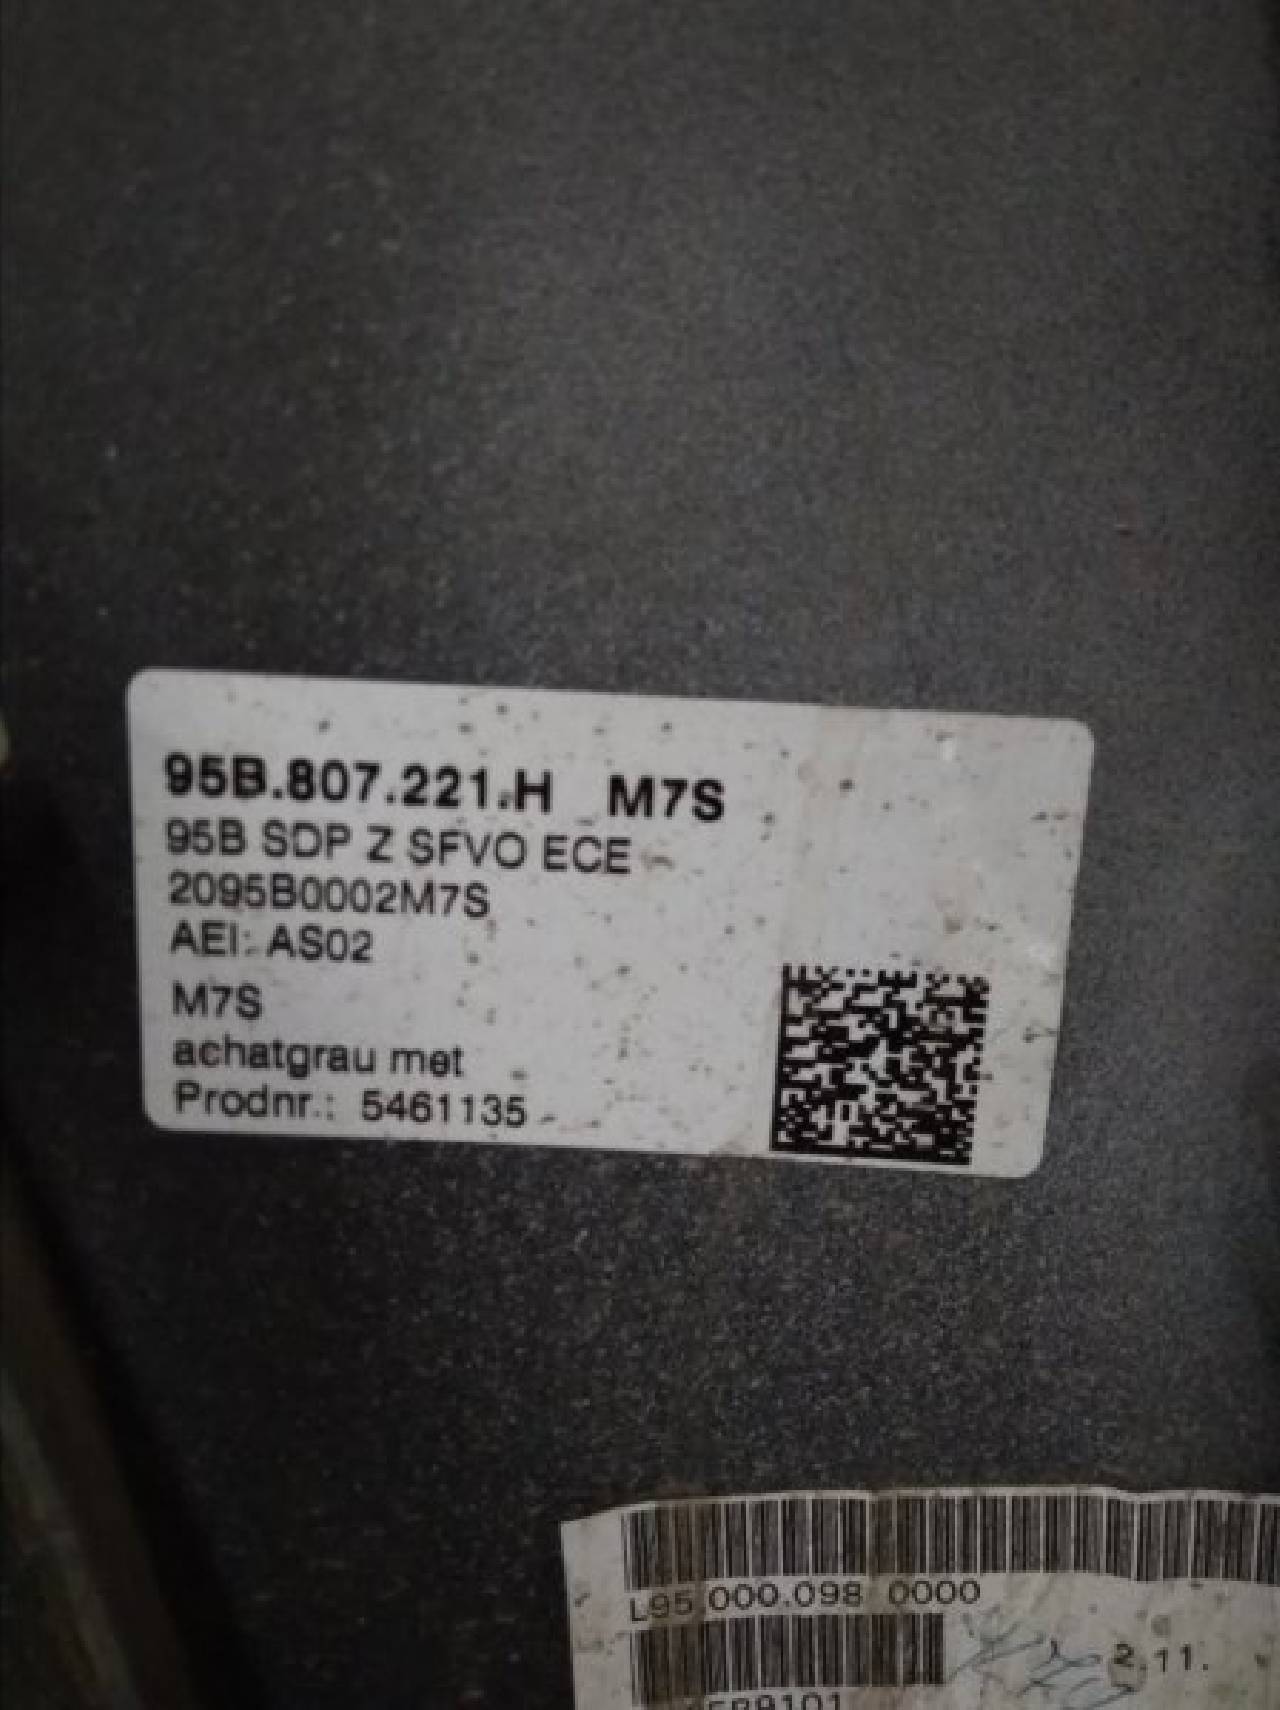 95B.807.221.H M7S
95B SDP Z SFVO ECE
2095B0002M7S
AEI: AS02
M7S
achatgrau met
Prodnr.: 5461135
L95.000.098 0000
2.11.